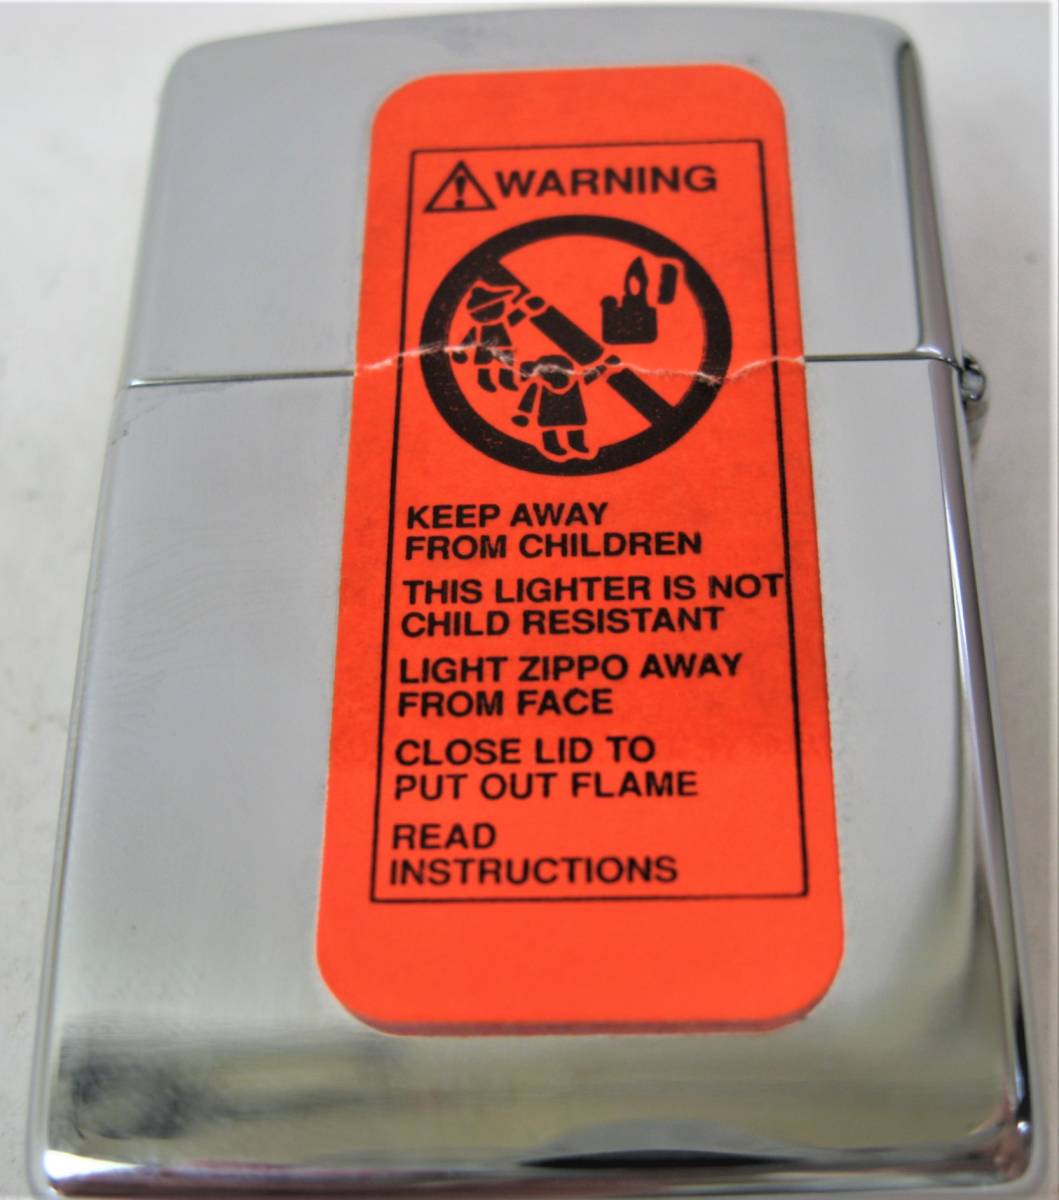 WARNING
KEEP AWAY
FROM CHILDREN
THIS LIGHTER IS NOT
CHILD RESISTANT
LIGHT ZIPPO AWAY
FROM FACE
CLOSE LID TO
PUT OUT FLAME
READ
INSTRUCTIONS